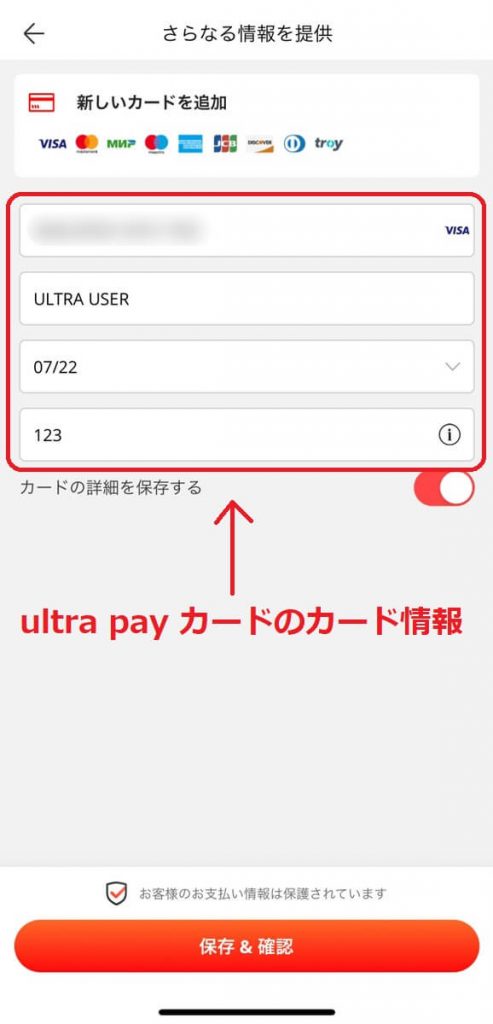 さらなる情報を提供
新しいカードを追加
VISA mastercard МИР maestro JCB DISCOVER troy
VISA
ULTRA USER
07/22
123
カードの詳細を保存する
ultra pay カードのカード情報
お客様のお支払い情報は保護されています
保存 & 確認